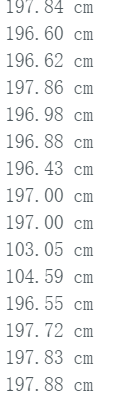 197.84 cm
196.60 cm
196.62 cm
197.86 cm
196.98 cm
196.88 cm
196.43 cm
197.00 cm
197.00 cm
103.05 cm
104.59 cm
196.55 cm
197.72 cm
197.83 cm
197.88 cm